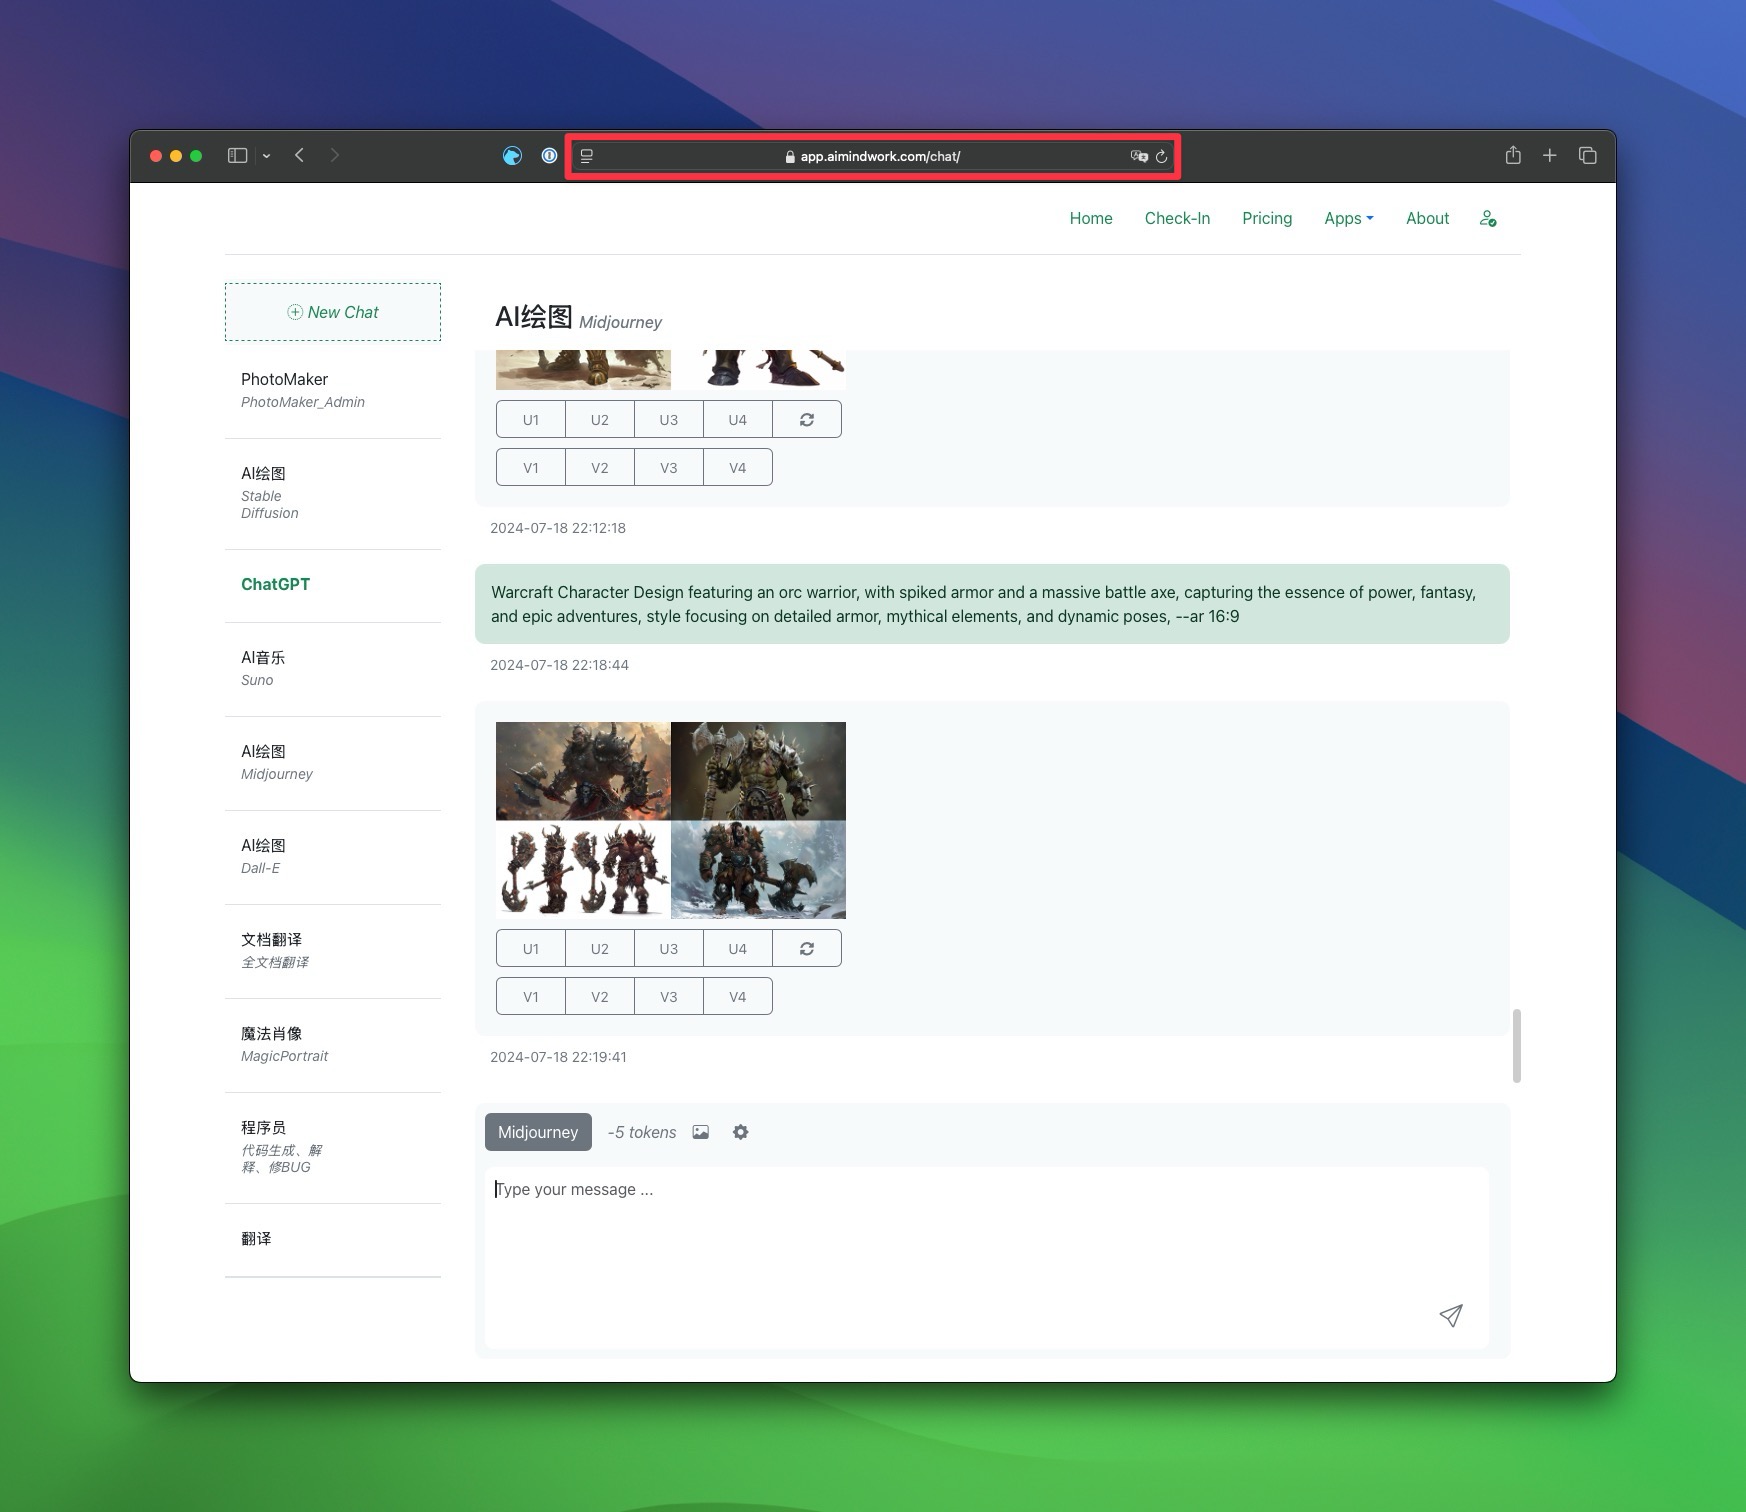 app.aimindwork.com/chat/
Home
Check-In
Pricing
Apps
About
New Chat
PhotoMaker
PhotoMaker_Admin
AI绘图
Stable
Diffusion
ChatGPT
AI音乐
Suno
AI绘图
Midjourney
AI绘图
Dall-E
文档翻译
全文档翻译
魔法肖像
MagicPortrait
程序员
代码生成、解
释、修BUG
翻译
AI绘图 Midjourney
U1 U2 U3 U4
V1 V2 V3 V4
2024-07-18 22:12:18
Warcraft Character Design featuring an orc warrior, with spiked armor and a massive battle axe, capturing the essence of power, fantasy,
and epic adventures, style focusing on detailed armor, mythical elements, and dynamic poses, --ar 16:9
2024-07-18 22:18:44
U1 U2 U3 U4
V1 V2 V3 V4
2024-07-18 22:19:41
Midjourney -5 tokens
Type your message ...